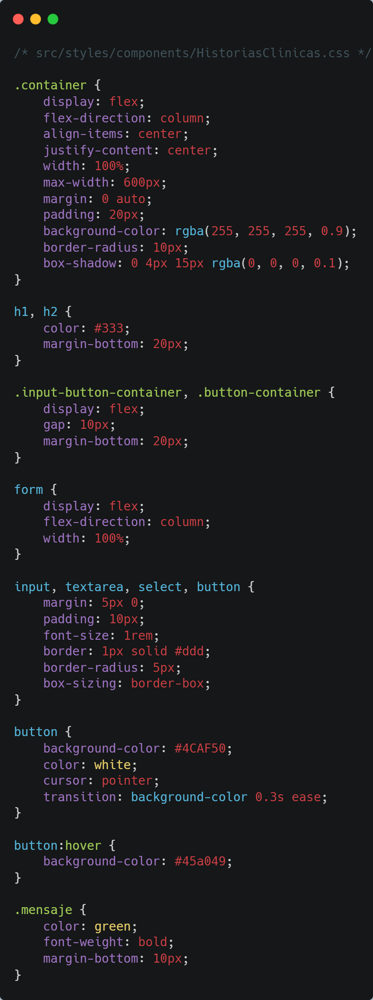 /* src/styles/components/HistoriasClinicas.css */

.container {
    display: flex;
    flex-direction: column;
    align-items: center;
    justify-content: center;
    width: 100%;
    max-width: 600px;
    margin: 0 auto;
    padding: 20px;
    background-color: rgba(255, 255, 255, 0.9);
    border-radius: 10px;
    box-shadow: 0 4px 15px rgba(0, 0, 0, 0.1);
}

h1, h2 {
    color: #333;
    margin-bottom: 20px;
}

.input-button-container, .button-container {
    display: flex;
    gap: 10px;
    margin-bottom: 20px;
}

form {
    display: flex;
    flex-direction: column;
    width: 100%;
}

input, textarea, select, button {
    margin: 5px 0;
    padding: 10px;
    font-size: 1rem;
    border: 1px solid #ddd;
    border-radius: 5px;
    box-sizing: border-box;
}

button {
    background-color: #4CAF50;
    color: white;
    cursor: pointer;
    transition: background-color 0.3s ease;
}

button:hover {
    background-color: #45a049;
}

.mensaje {
    color: green;
    font-weight: bold;
    margin-bottom: 10px;
}